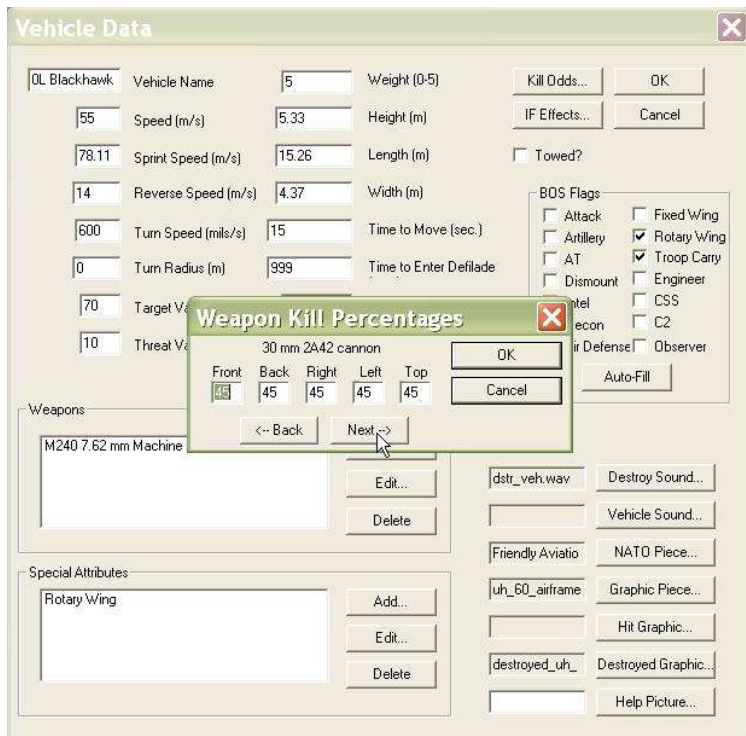 Vehicle Data
0L Blackhawk Vehicle Name 5 Weight (0-5) Kill Odds... OK
55 Speed (m/s) 5.33 Height (m) IF Effects... Cancel
78.11 Sprint Speed (m/s) 15.26 Length (m) Towed?
14 Reverse Speed (m/s) 4.37 Width (m) BOS Flags
Attack Fixed Wing
600 Turn Speed (mils/s) 15 Time to Move (sec.) Artillery Rotary Wing
AT Troop Carry
0 Turn Radius (m) 999 Time to Enter Defilade Dismount Engineer
70 Target Va ntel CSS
econ C2
10 Threat Va ir Defense Observer
Auto-Fill
Weapon Kill Percentages
30 mm 2A42 cannon OK
Front Back Right Left Top
45 45 45 45 45 Cancel
<-- Back Next -->
Weapons
M240 7.62 mm Machine
Edit...
Delete
dstr_veh.wav Destroy Sound...
Vehicle Sound...
Friendly Aviatio NATO Piece...
Special Attributes
Rotary Wing Add...
Edit...
Delete
uh_60_airframe Graphic Piece...
Hit Graphic...
destroyed_uh_ Destroyed Graphic...
Help Picture...